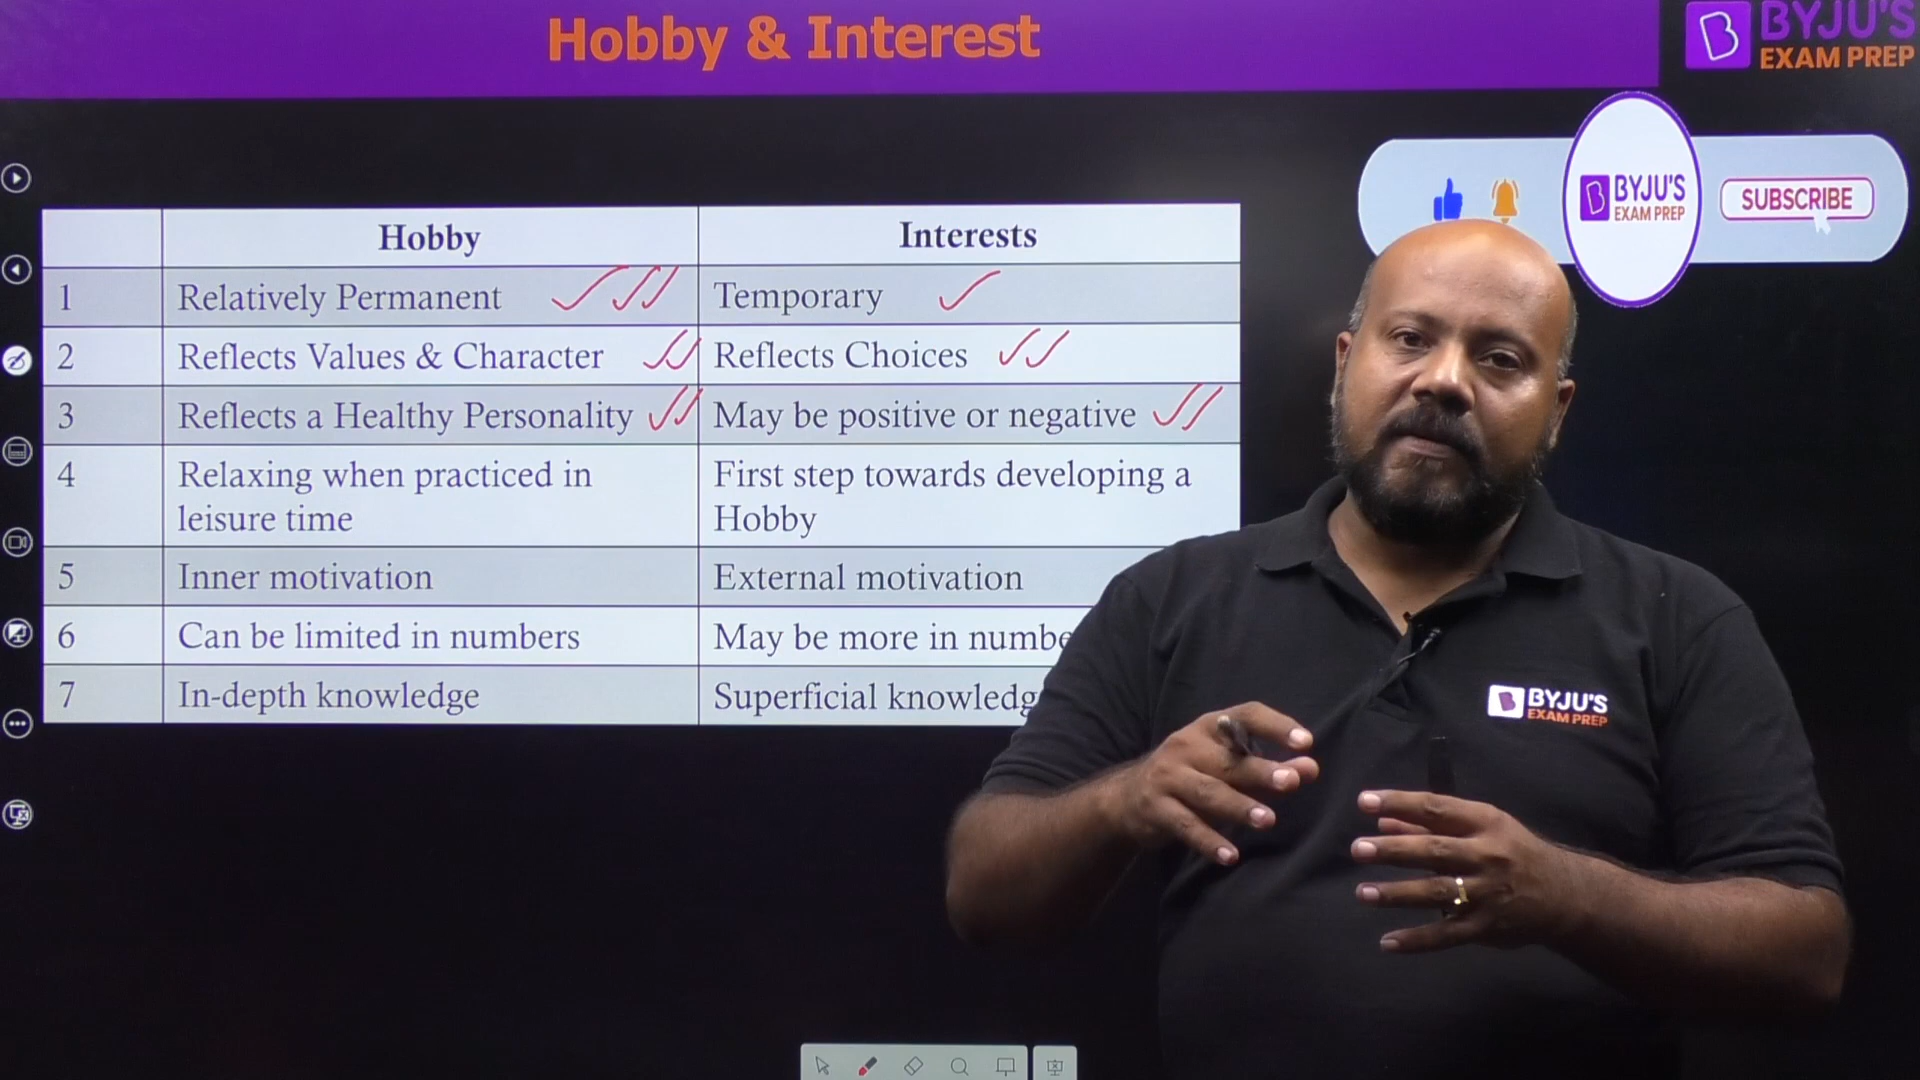 Hobby & Interest
BYJU'S
EXAM PREP
BYJU'S
EXAM PREP
SUBSCRIBE
Hobby Interests
1 Relatively Permanent Temporary
2 Reflects Values & Character Reflects Choices
3 Reflects a Healthy Personality May be positive or negative
4 Relaxing when practiced in First step towards developing a
leisure time Hobby
5 Inner motivation External motivation
6 Can be limited in numbers May be more in numbe
7 In-depth knowledge Superficial knowledg
BYJU'S
EXAM PREP